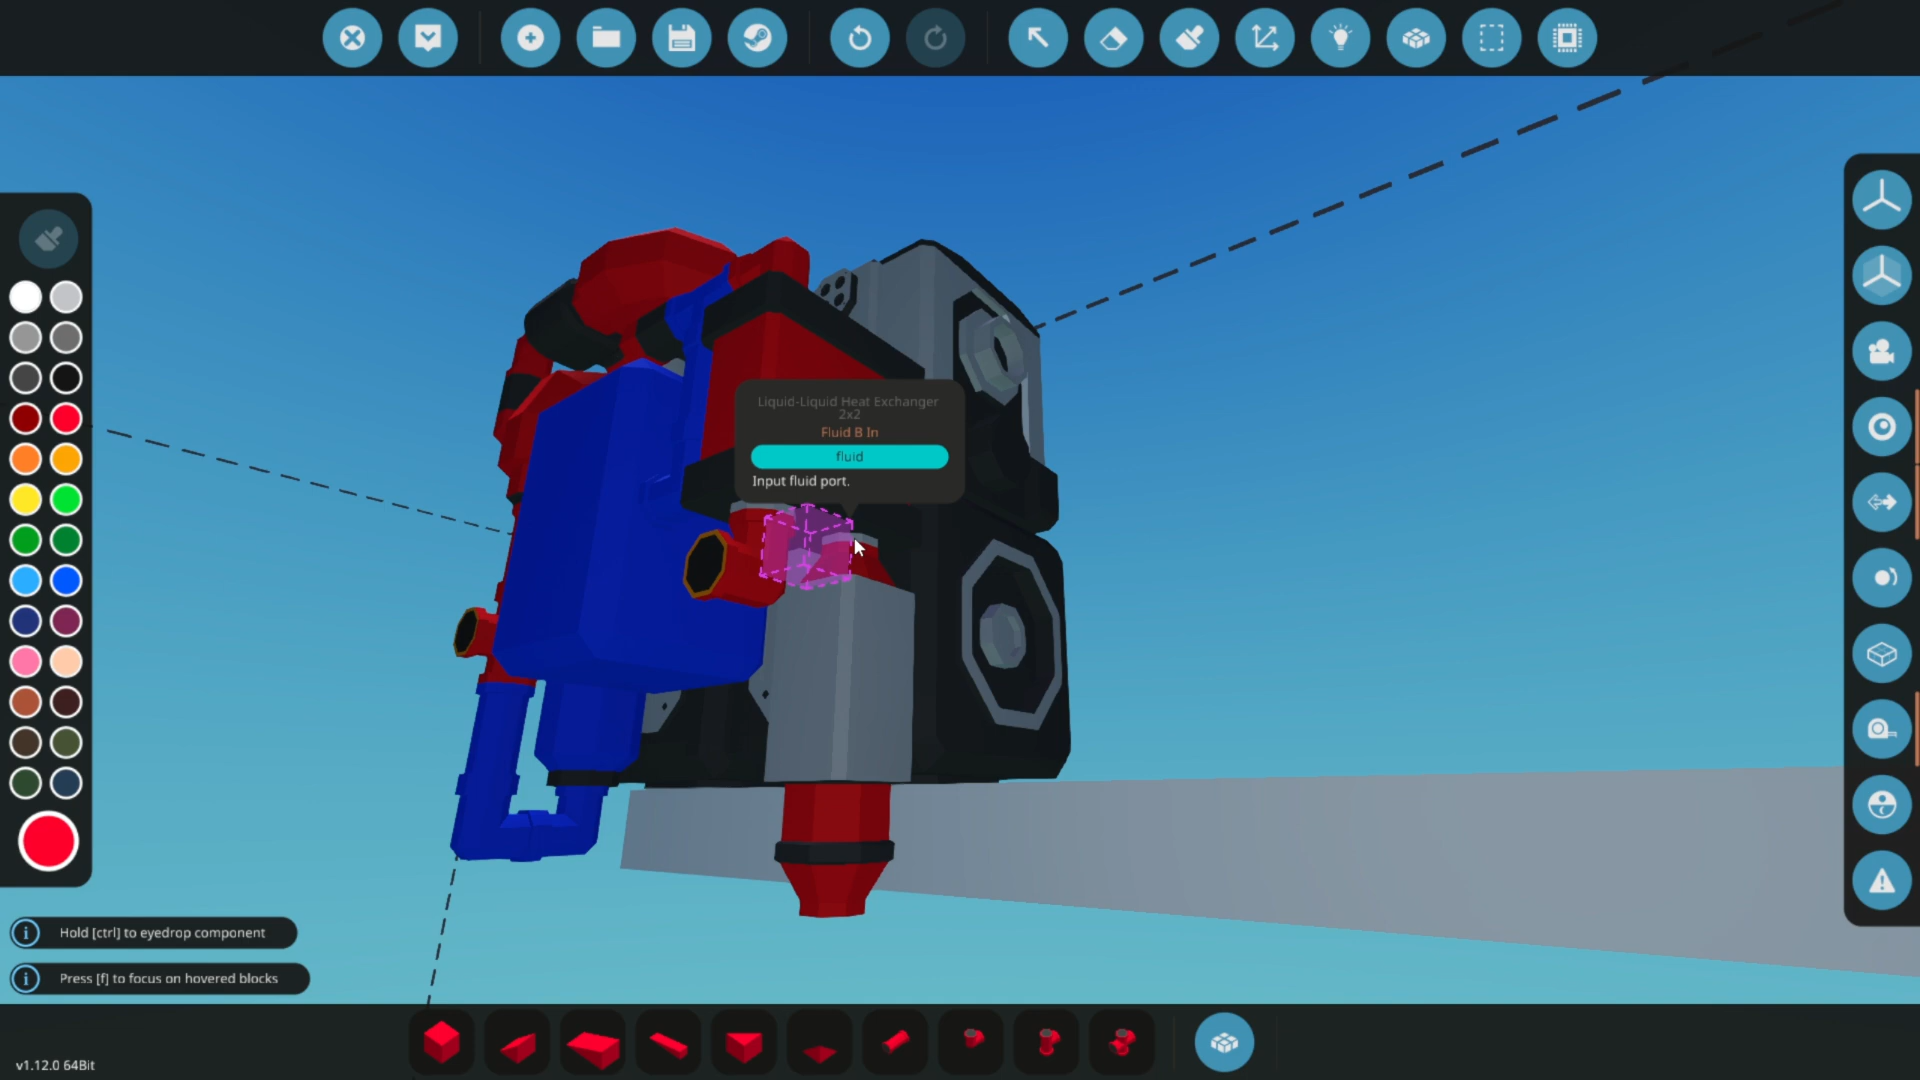 Liquid-Liquid Heat Exchanger
2x2
Fluid B In
fluid
Input fluid port.
Hold [ctrl] to eyedrop component
Press [f] to focus on hovered blocks
v1.12.0 64Bit